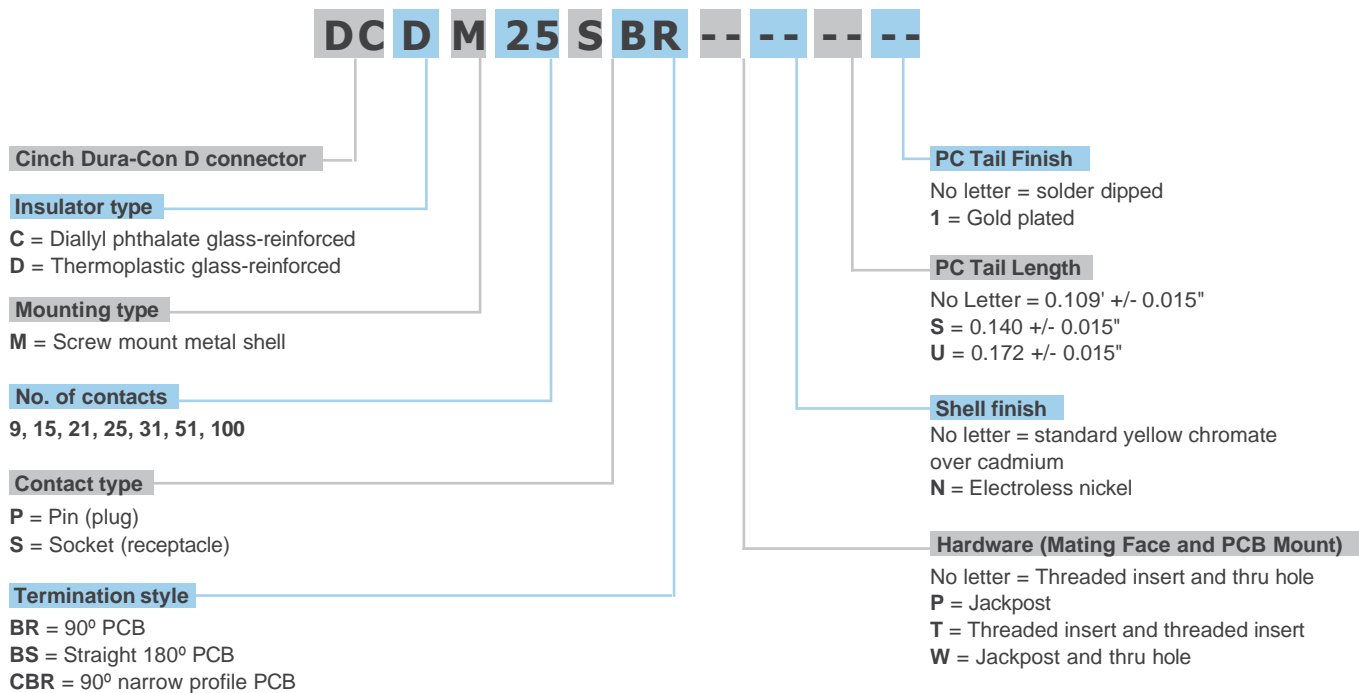 DC D M 25 S BR -- -- -- --
Cinch Dura-Con D connector
Insulator type
C = Diallyl phthalate glass-reinforced
D = Thermoplastic glass-reinforced
Mounting type
M = Screw mount metal shell
No. of contacts
9, 15, 21, 25, 31, 51, 100
Contact type
P = Pin (plug)
S = Socket (receptacle)
Termination style
BR = 90º PCB
BS = Straight 180º PCB
CBR = 90º narrow profile PCB
PC Tail Finish
No letter = solder dipped
1 = Gold plated
PC Tail Length
No Letter = 0.109' +/- 0.015"
S = 0.140 +/- 0.015"
U = 0.172 +/- 0.015"
Shell finish
No letter = standard yellow chromate
over cadmium
N = Electroless nickel
Hardware (Mating Face and PCB Mount)
No letter = Threaded insert and thru hole
P = Jackpost
T = Threaded insert and threaded insert
W = Jackpost and thru hole